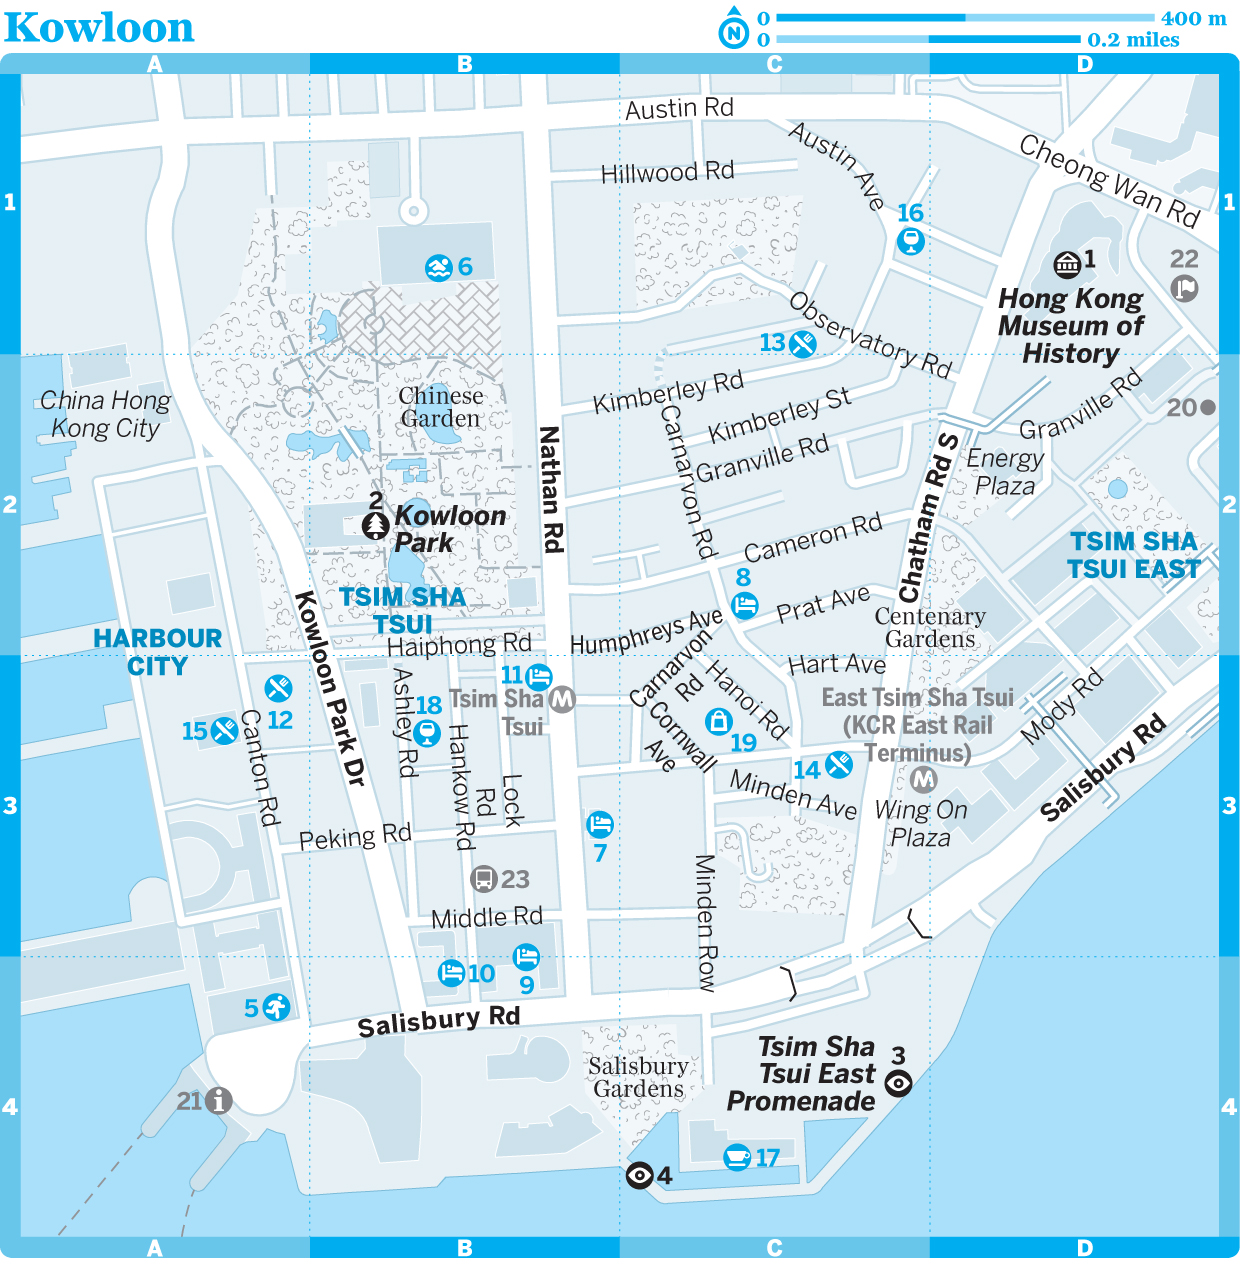 Kowloon
N
0
400 m
0
0.2 miles
A
B
C
D
Austin Rd
Austin Ave
Cheong Wan Rd
Hillwood Rd
1
1
16
6
1
22
Hong Kong
Museum of
History
Observatory Rd
13
China Hong
Kong City
Chinese
Garden
Kimberley Rd
Kimberley St
Granville Rd
20
Carnarvon Rd
Granville Rd
Nathan Rd
Chatham Rd S
Energy
Plaza
2
2
2
Kowloon
Park
Cameron Rd
TSIM SHA
TSUI EAST
8
TSIM SHA
TSUI
Kowloon Park Dr
Prat Ave
Centenary
Gardens
HARBOUR
CITY
Haiphong Rd
Humphreys Ave
Carnarvon
Rd
Hart Ave
11
Tsim Sha
Tsui
M
Hanoi Rd
East Tsim Sha Tsui
(KCR East Rail
Terminus)
M
Mody Rd
12
15
Canton Rd
Ashley Rd
18
Hankow Rd
Lock
Rd
Cornwall
Ave
19
14
Salisbury Rd
Minden Ave
Wing On
Plaza
3
3
Peking Rd
7
23
Minden Row
Middle Rd
10
9
5
Salisbury Rd
Salisbury
Gardens
Tsim Sha
Tsui East
Promenade
3
21
i
4
4
17
4
A
B
C
D